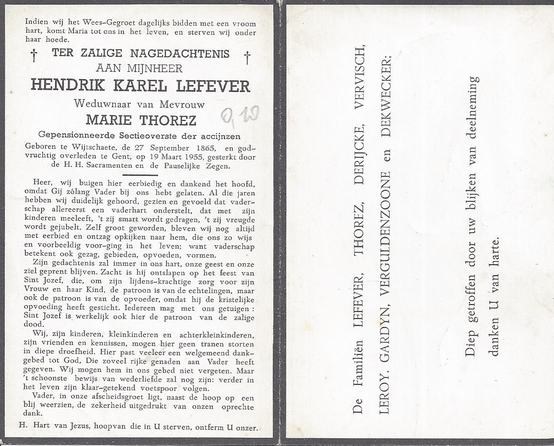 Indien wij het Wees-Gegroet dagelijks bidden met een vroom
hart, komt Maria tot ons in het leven, en sterven wij onder
haar hoede.
† TER ZALIGE NAGEDACHTENIS †
AAN MIJNHEER
HENDRIK KAREL LEFEVER
Weduwnaar van Mevrouw
MARIE THOREZ
Gepensionneerde Sectieoverste der accijnzen
Geboren te Wijtschaete, de 27 September 1865, en god-
vruchtig overleden te Gent, op 19 Maart 1955, gesterkt door
de H. H. Sacramenten en de Pauselijke Zegen.
Heer, wij buigen hier eerbiedig en dankend het hoofd,
omdat Gij zólang Vader bij ons hebt gelaten. Al die jaren
hebben wij duidelijk gehoord, gezien en gevoeld dat vader-
schap allereerst een vaderhart onderstelt, dat met zijn
kinderen meeleeft, 't zij smart wordt gedragen, 't zij vreugde
wordt gejubelt. Zelf groot geworden, bleven wij nog altijd
met eerbied en ontzag opkijken naar hem, die ons zo wijs
en voorbeeldig voor-ging in het leven; want vaderschap
betekent ook gezag, gebieden, opvoeden, vormen.
Zijn gedachtenis zal immer in ons hart, onze geest en onze
ziel geprent blijven. Zacht is hij ontslapen op het feest van
Sint Jozef, die, om zijn lijdens-krachtige zorg voor zijn
Vrouw en haar Kind, de patroon is van de echtelingen, maar
ook de patroon is van de opvoeder, omdat hij de kristelijke
opvoeding heeft gesticht. Iedereen mag met ons getuigen :
Sint Jozef is werkelijk ook hier de patroon van de zalige
dood.
Wij, zijn kinderen, kleinkinderen en achterkleinkinderen,
zijn vrienden en kennissen, mogen hier geen tranen storten
in diepe droefheid. Hier past veeleer een welgemeend dank-
gebed tot God, Die zoveel rijke genaden aan Vader heeft
gegeven. Wij mogen hem in ons gebed niet vergeten. Maar
't schoonste bewijs van wederliefde zal nog zijn: verder in
het leven zijn klaar-getekend voetspoor volgen.
Vader, in onze afscheidsgroet ligt, naast de hoop op een
blij weerzien, de zekerheid uitgedrukt van onzen oprechte
dank.
H. Hart van Jezus, hoopvan die in U sterven, ontferm U onzer.
De Familiën LEFEVER, THOREZ, DERIJCKE, VERVISCH,
LEROY, GARDYN, VERGUIDENZOONE en DEKWECKER;
Diep getroffen door uw blijken van deelneming
danken U van harte.